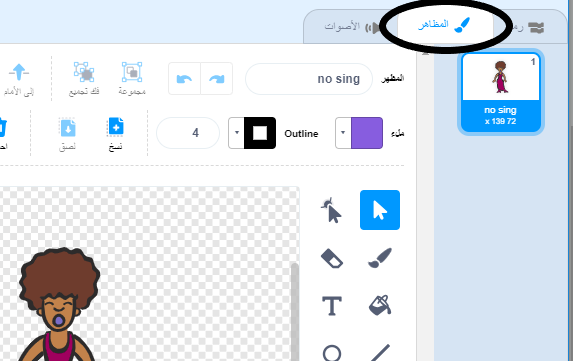 رم
المظاهر
الأصوات
1
no sing
72 x 139
المظهر
no sing
مجموعة
فك تجميع
إلى الأمام
ملء
Outline
4
نسخ
لصق
احـ
T